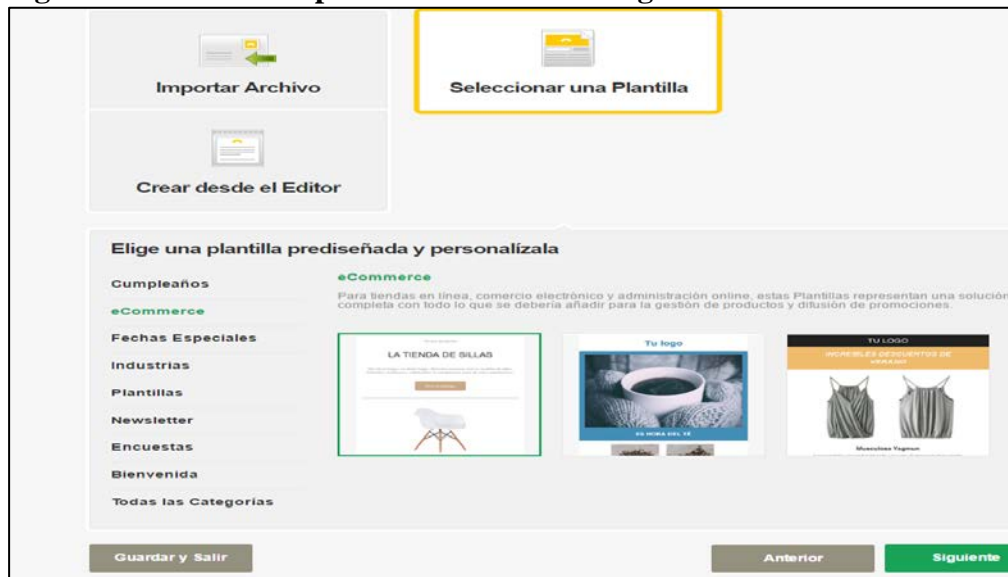 Importar Archivo
Seleccionar una Plantilla
Crear desde el Editor
Elige una plantilla prediseñada y personalízala
Cumpleaños
eCommerce
Fechas Especiales
Industrias
Plantillas
Newsletter
Encuestas
Bienvenida
Todas las Categorías
eCommerce
Para tiendas en línea, comercio electrónico y administración online, estas Plantillas representan una solución
completa con todo lo que se debería añadir para la gestión de productos y difusión de promociones.
LA TIENDA DE SILLAS
Tu logo
ES HORA DEL TÉ
TU LOGO
INCREÍBLES DESCUENTOS DE
VERANO
Musculosa
Guardar y Salir
Anterior
Siguiente